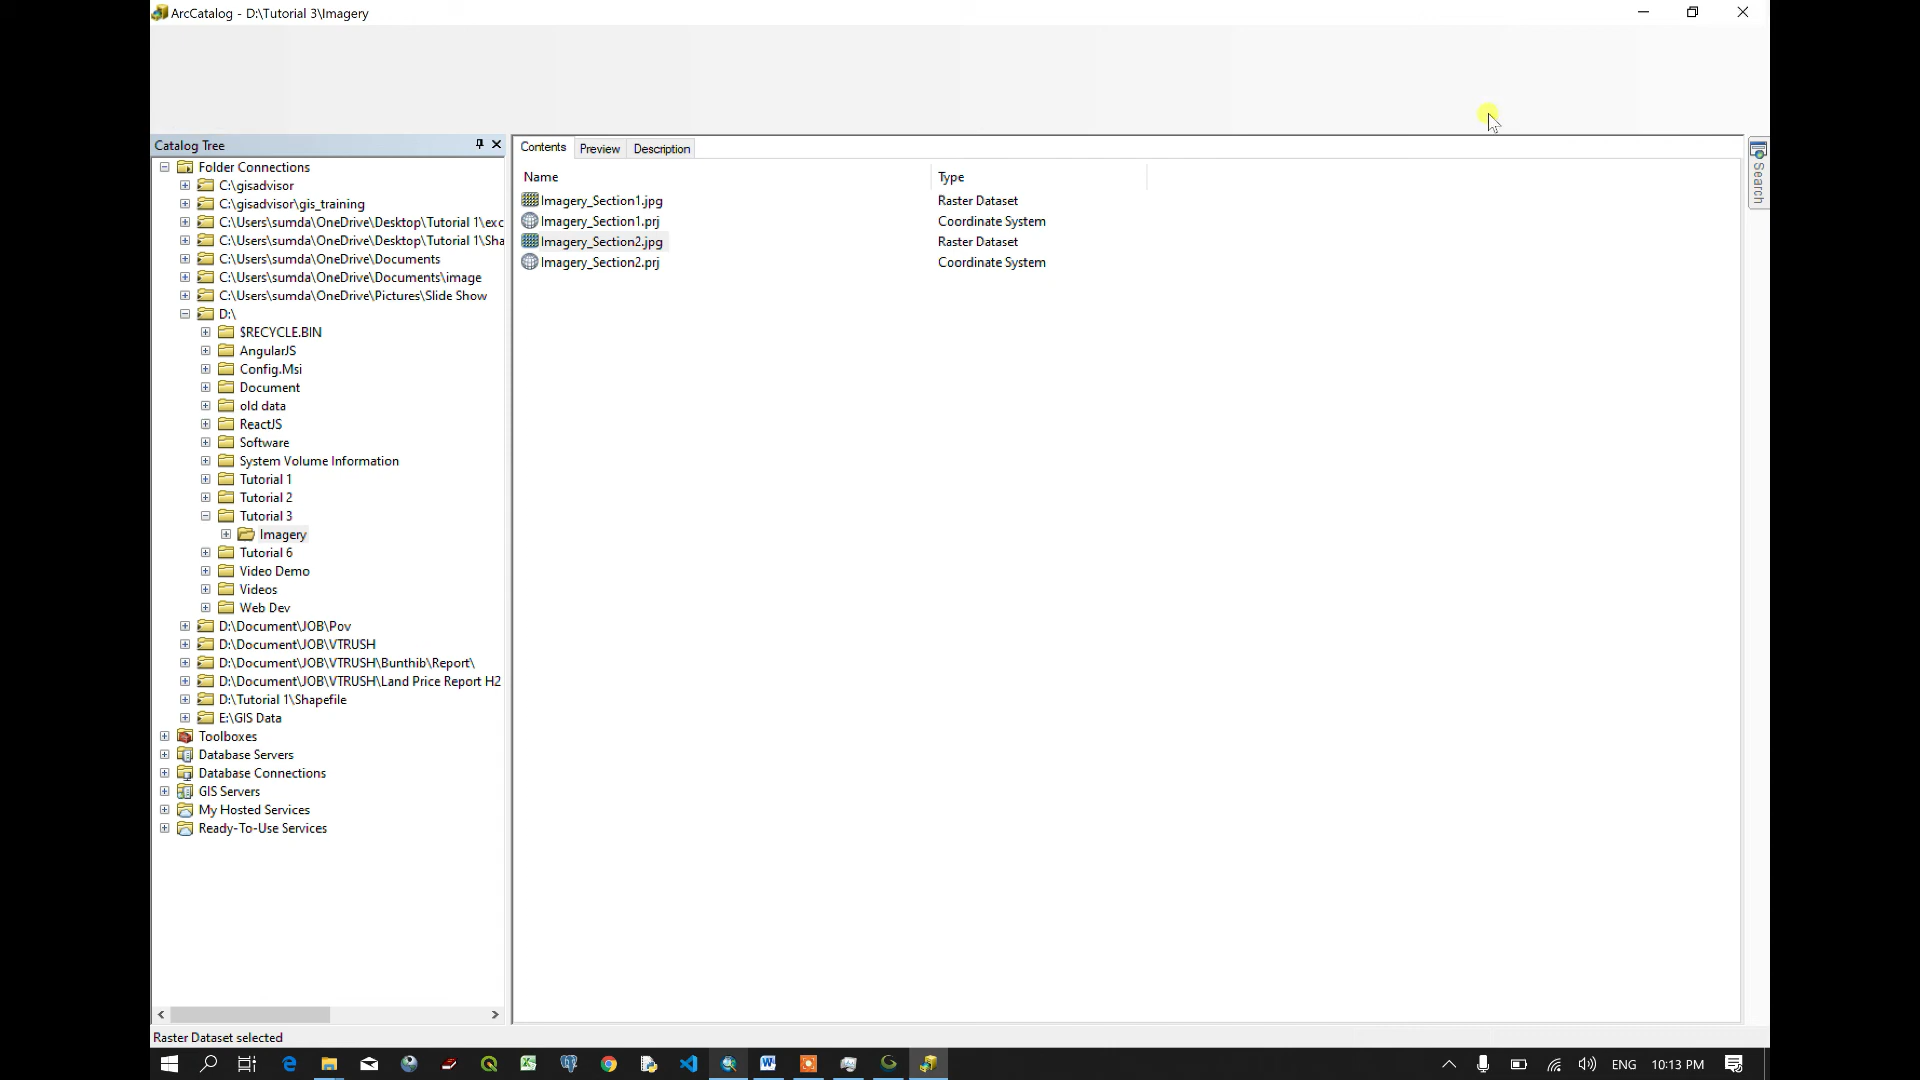 ArcCatalog - D:\Tutorial 3\Imagery
Catalog Tree
Folder Connections
C:\gisadvisor
C:\gisadvisor\gis_training
C:\Users\sumda\OneDrive\Desktop\Tutorial 1\exc
C:\Users\sumda\OneDrive\Desktop\Tutorial 1\Sha
C:\Users\sumda\OneDrive\Documents
C:\Users\sumda\OneDrive\Documents\image
C:\Users\sumda\OneDrive\Pictures\Slide Show
D:\
$RECYCLE.BIN
AngularJS
Config.Msi
Document
old data
ReactJS
Software
System Volume Information
Tutorial 1
Tutorial 2
Tutorial 3
Imagery
Tutorial 6
Video Demo
Videos
Web Dev
D:\Document\JOB\Pov
D:\Document\JOB\VTRUSH
D:\Document\JOB\VTRUSH\Bunthib\Report\
D:\Document\JOB\VTRUSH\Land Price Report H2
D:\Tutorial 1\Shapefile
E:\GIS Data
Toolboxes
Database Servers
Database Connections
GIS Servers
My Hosted Services
Ready-To-Use Services
Contents Preview Description
Name Type
Imagery_Section1.jpg Raster Dataset
Imagery_Section1.prj Coordinate System
Imagery_Section2.jpg Raster Dataset
Imagery_Section2.prj Coordinate System
Search
Raster Dataset selected
ENG 10:13 PM